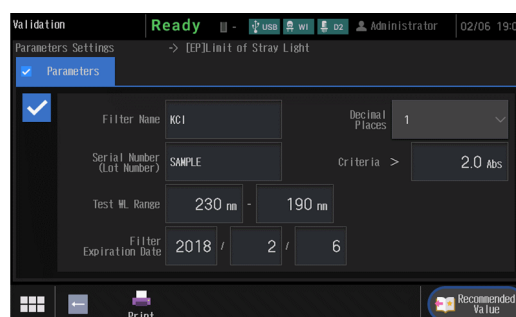 Validation Ready - USB WI D2 Administrator 02/06 19:0
Parameters Settings -> [EP]Limit of Stray Light
Parameters
Filter Name KCl Decimal Places 1
Serial Number (Lot Number) SAMPLE Criteria > 2.0 Abs
Test WL Range 230 nm - 190 nm
Filter Expiration Date 2018 / 2 / 6
Print Recommended Value